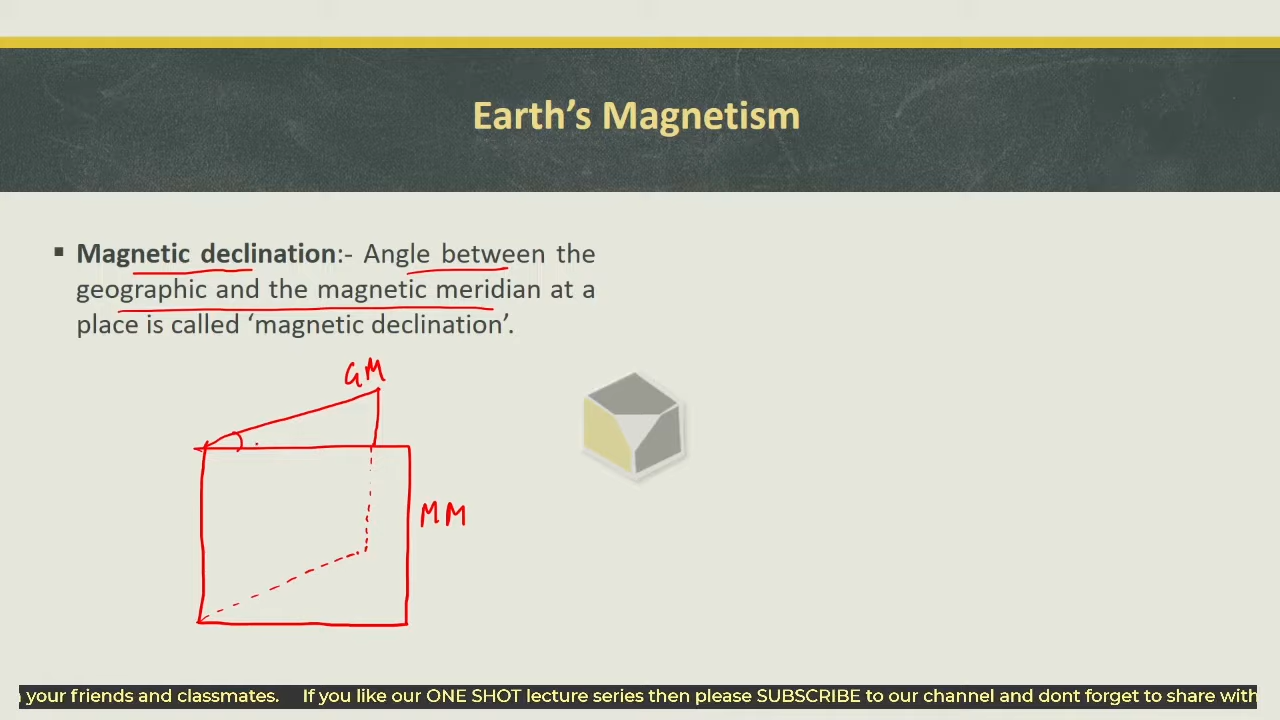 Earth's Magnetism
▪ Magnetic declination:- Angle between the
geographic and the magnetic meridian at a
place is called ‘magnetic declination’.
GM
MM
your friends and classmates. If you like our ONE SHOT lecture series then please SUBSCRIBE to our channel and dont forget to share with